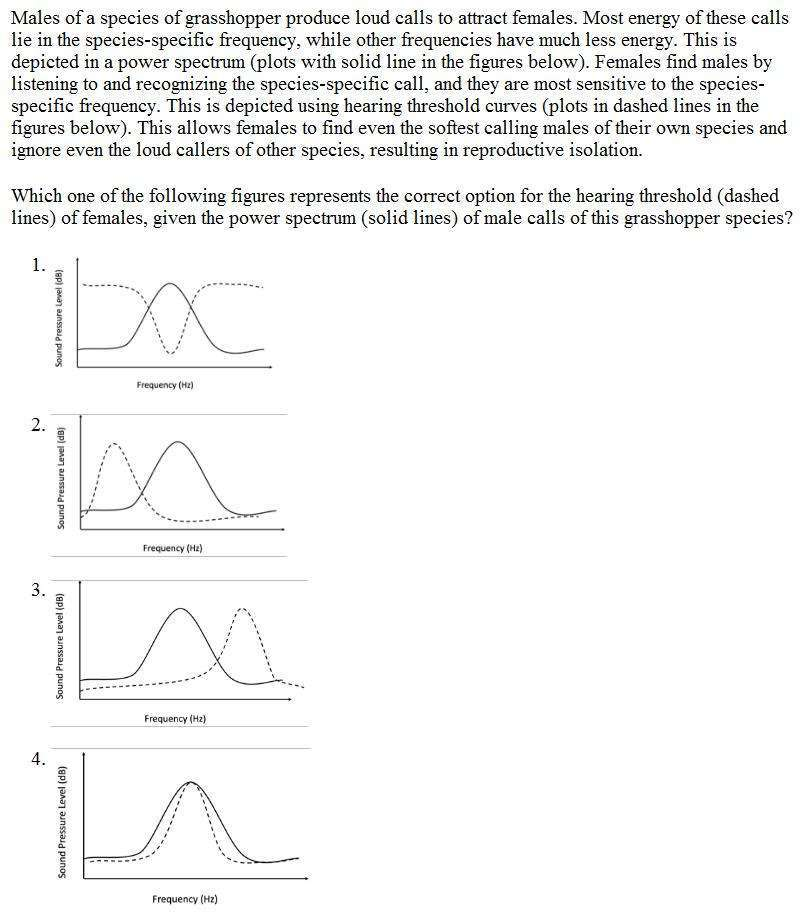 Males of a species of grasshopper produce loud calls to attract females. Most energy of these calls
lie in the species-specific frequency, while other frequencies have much less energy. This is
depicted in a power spectrum (plots with solid line in the figures below). Females find males by
listening to and recognizing the species-specific call, and they are most sensitive to the species-
specific frequency. This is depicted using hearing threshold curves (plots in dashed lines in the
figures below). This allows females to find even the softest calling males of their own species and
ignore even the loud callers of other species, resulting in reproductive isolation.
Which one of the following figures represents the correct option for the hearing threshold (dashed
lines) of females, given the power spectrum (solid lines) of male calls of this grasshopper species?
1.
Sound Pressure Level (dB)
Frequency (Hz)
2.
Sound Pressure Level (dB)
Frequency (Hz)
3.
Sound Pressure Level (dB)
Frequency (Hz)
4.
Sound Pressure Level (dB)
Frequency (Hz)